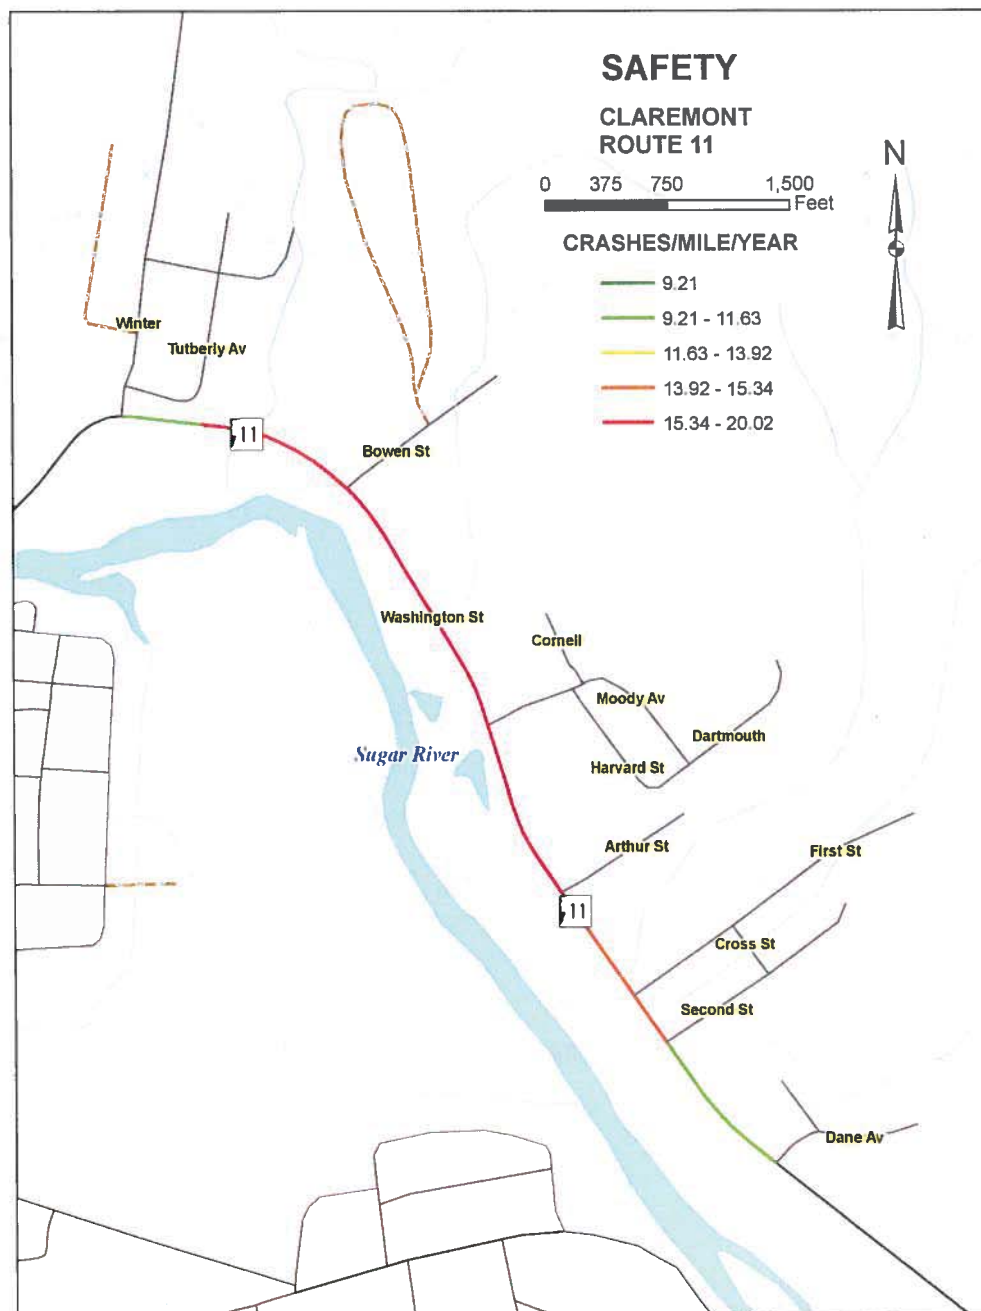 SAFETY
CLAREMONT
ROUTE 11
N
0 375 750 1,500
Feet
CRASHES/MILE/YEAR
9.21
9.21 - 11.63
11.63 - 13.92
13.92 - 15.34
15.34 - 20.02
Winter
Tutberly Av
11
Bowen St
Washington St
Cornell
Moody Av
Dartmouth
Sugar River
Harvard St
Arthur St
First St
11
Cross St
Second St
Dane Av